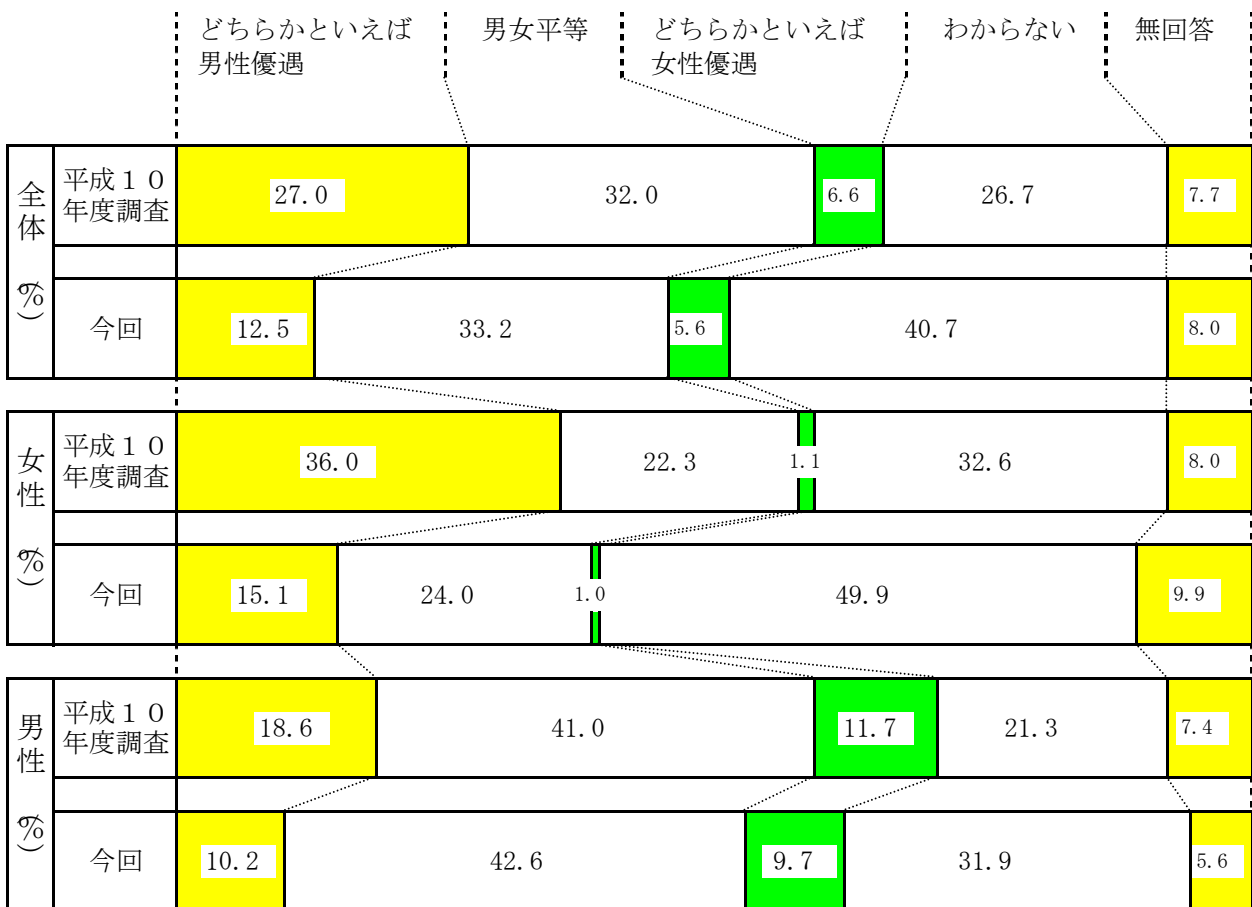 どちらかといえば 男女平等 どちらかといえば わからない 無回答
男性優遇 女性優遇
全体（％）
平成１０
年度調査
27.0 32.0 6.6 26.7 7.7
今回 12.5 33.2 5.6 40.7 8.0
女性（％）
平成１０
年度調査
36.0 22.3 1.1 32.6 8.0
今回 15.1 24.0 1.0 49.9 9.9
男性（％）
平成１０
年度調査
18.6 41.0 11.7 21.3 7.4
今回 10.2 42.6 9.7 31.9 5.6